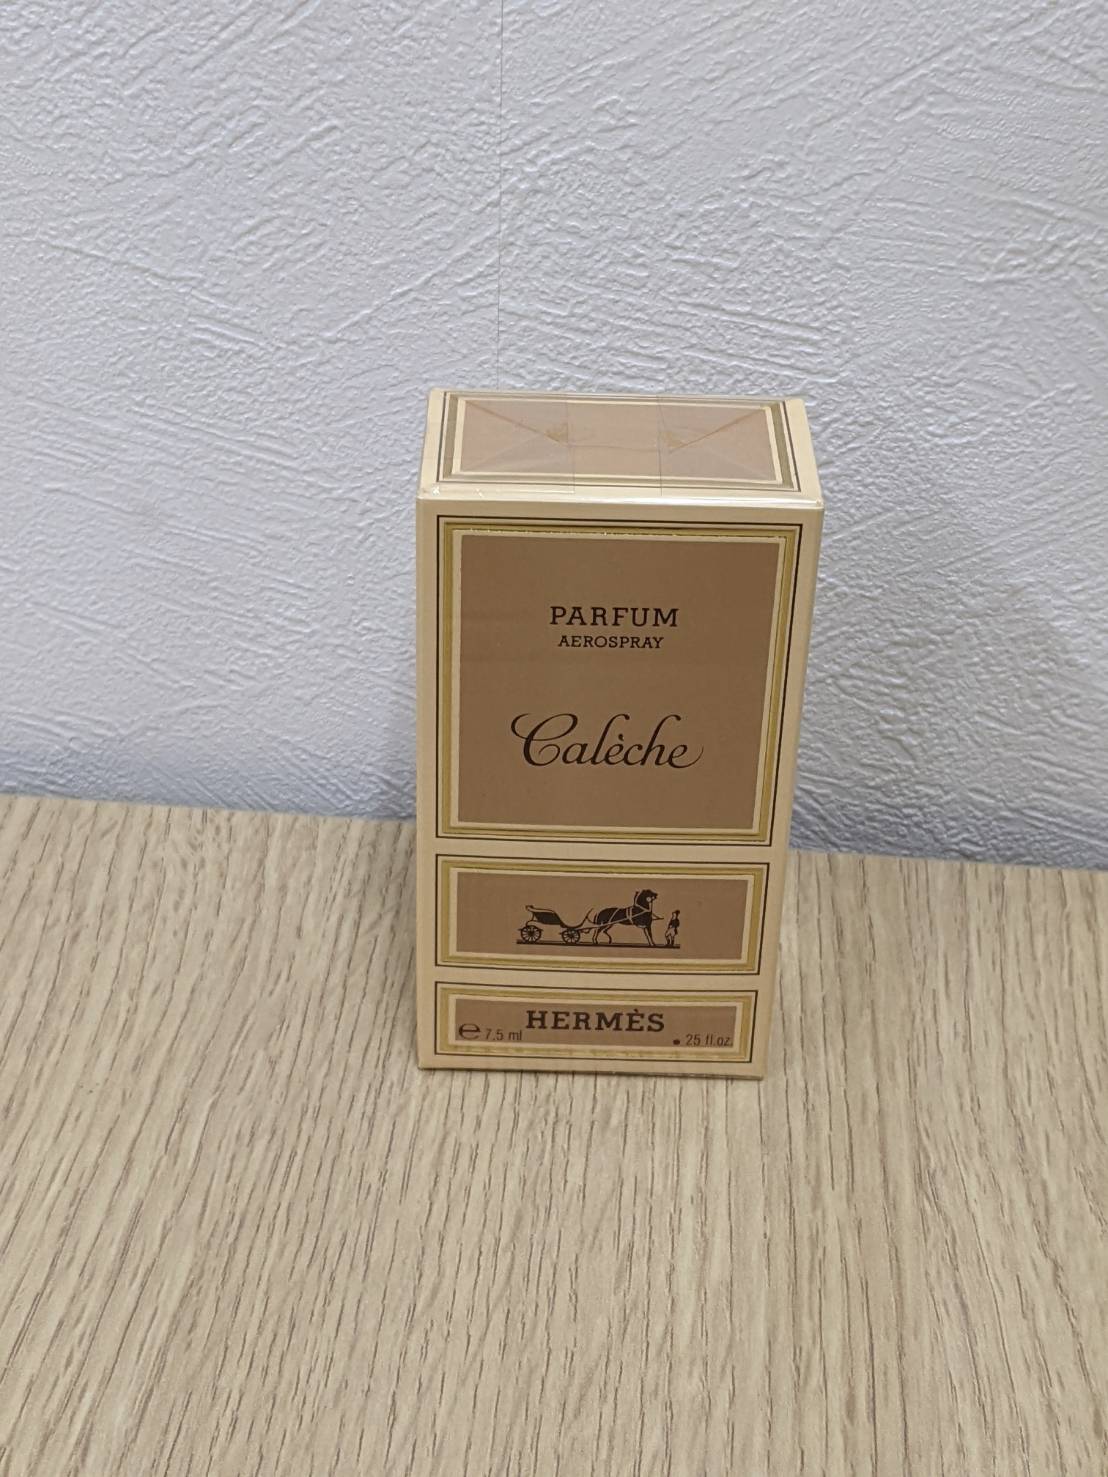 PARFUM
AEROSPRAY
Calèche
HERMÈS
℮ 7,5 ml
.25 fl.oz.